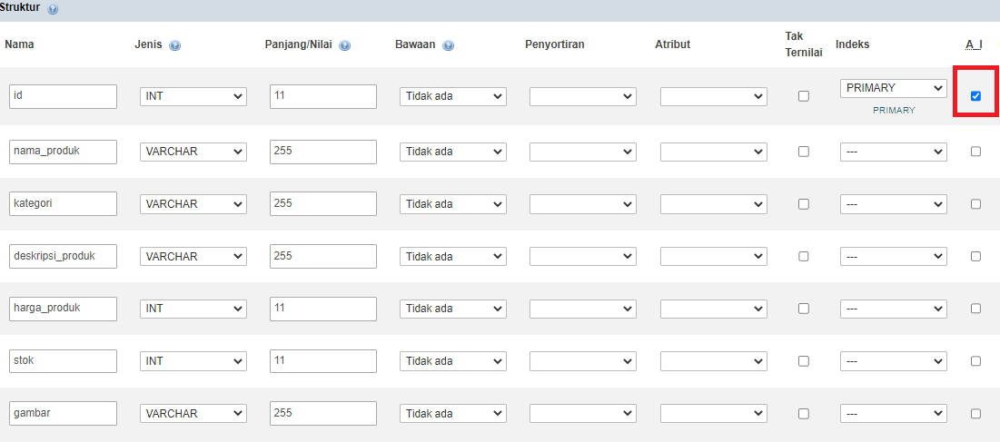 Struktur
Nama Jenis Panjang/Nilai Bawaan Penyortiran Atribut Tak Ternilai Indeks A_I
id INT 11 Tidak ada PRIMARY
PRIMARY
nama_produk VARCHAR 255 Tidak ada ---
kategori VARCHAR 255 Tidak ada ---
deskripsi_produk VARCHAR 255 Tidak ada ---
harga_produk INT 11 Tidak ada ---
stok INT 11 Tidak ada ---
gambar VARCHAR 255 Tidak ada ---